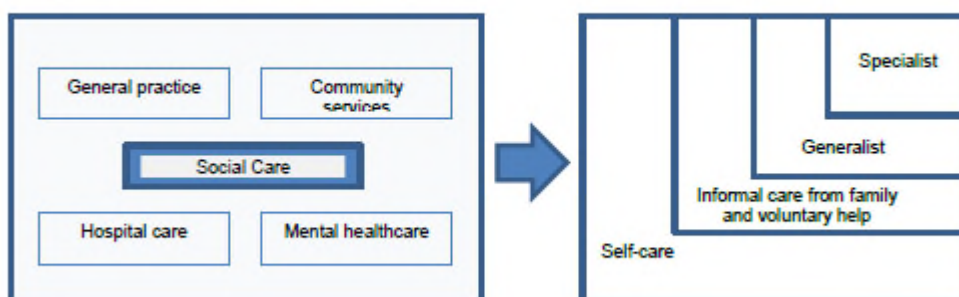 General practice
Community
services
Social Care
Hospital care
Mental healthcare
Specialist
Generalist
Informal care from family
and voluntary help
Self-care